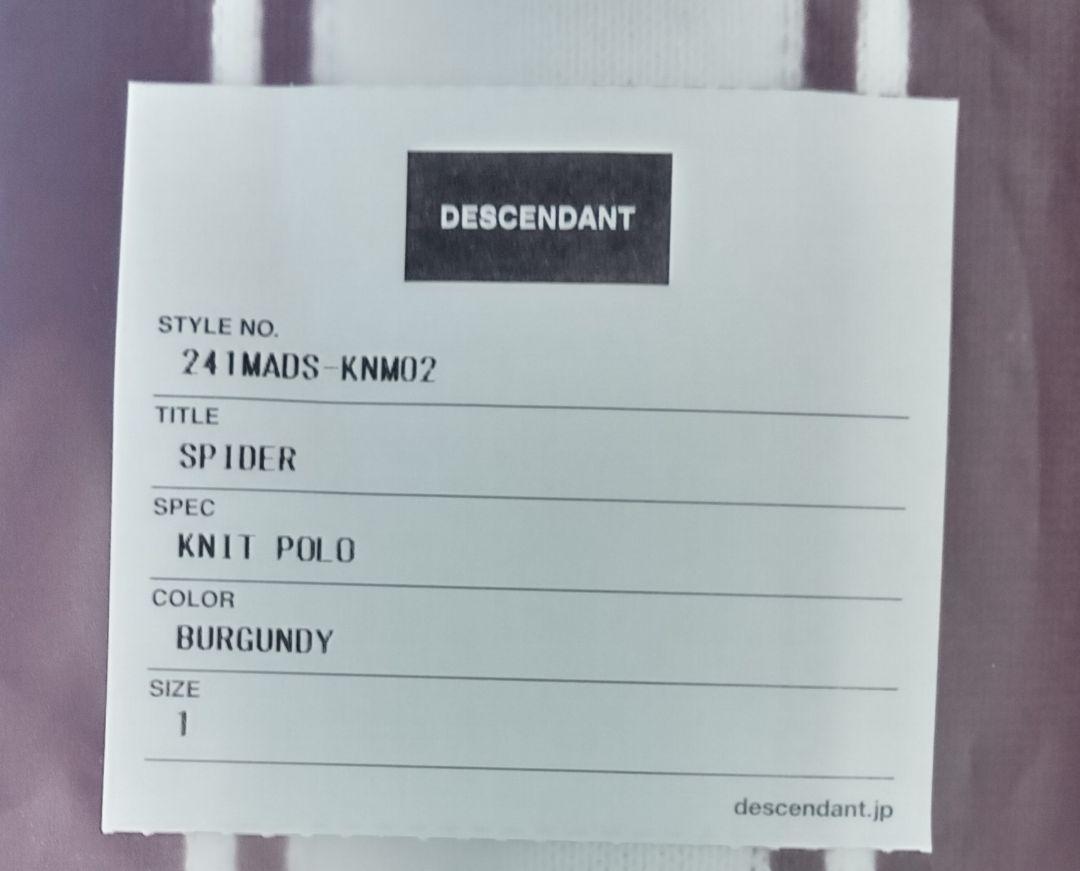 DESCENDANT
STYLE NO.
241MADS-KNM02
TITLE
SPIDER
SPEC
KNIT POLO
COLOR
BURGUNDY
SIZE
1
descendant.jp